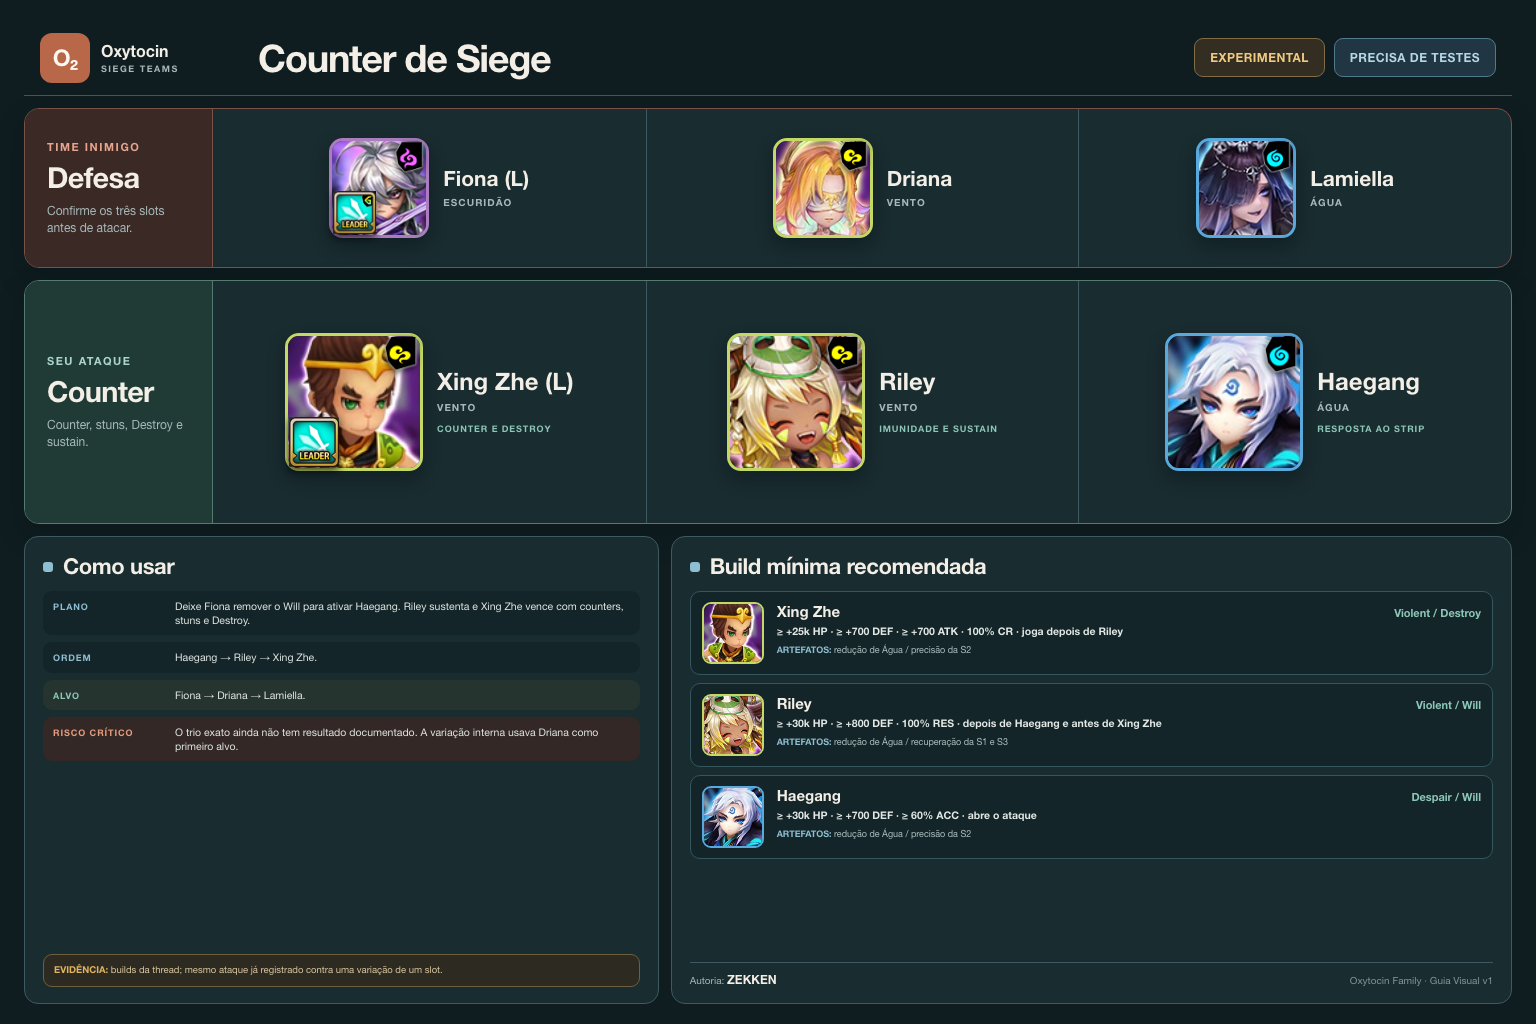 O2
Oxytocin
SIEGE TEAMS
Counter de Siege
EXPERIMENTAL
PRECISA DE TESTES
TIME INIMIGO
Defesa
Confirme os três slots
antes de atacar.
LEADER
Fiona (L)
ESCURIDÃO
Driana
VENTO
Lamiella
ÁGUA
SEU ATAQUE
Counter
Counter, stuns, Destroy e
sustain.
LEADER
Xing Zhe (L)
VENTO
COUNTER E DESTROY
Riley
VENTO
IMUNIDADE E SUSTAIN
Haegang
ÁGUA
RESPOSTA AO STRIP
Como usar
PLANO
Deixe Fiona remover o Will para ativar Haegang. Riley sustenta e Xing Zhe vence com counters,
stuns e Destroy.
ORDEM
Haegang → Riley → Xing Zhe.
ALVO
Fiona → Driana → Lamiella.
RISCO CRÍTICO
O trio exato ainda não tem resultado documentado. A variação interna usava Driana como
primeiro alvo.
EVIDÊNCIA: builds da thread; mesmo ataque já registrado contra uma variação de um slot.
Build mínima recomendada
Xing Zhe
Violent / Destroy
≥ +25k HP · ≥ +700 DEF · ≥ +700 ATK · 100% CR · joga depois de Riley
ARTEFATOS: redução de Água / precisão da S2
Riley
Violent / Will
≥ +30k HP · ≥ +800 DEF · 100% RES · depois de Haegang e antes de Xing Zhe
ARTEFATOS: redução de Água / recuperação da S1 e S3
Haegang
Despair / Will
≥ +30k HP · ≥ +700 DEF · ≥ 60% ACC · abre o ataque
ARTEFATOS: redução de Água / precisão da S2
Autoria: ZEKKEN
Oxytocin Family · Guia Visual v1